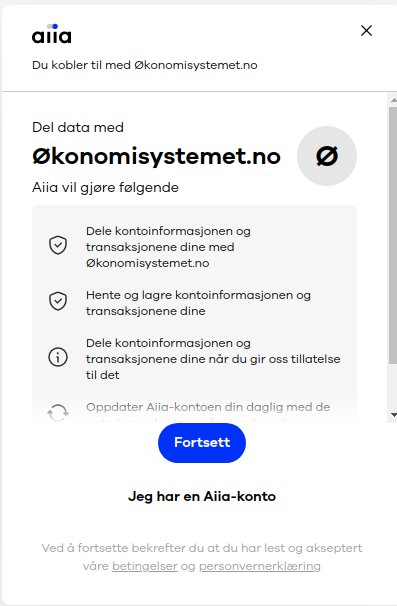 aiia
Du kobler til med Økonomisystemet.no
Del data med
Økonomisystemet.no
Ø
Aiia vil gjøre følgende
Dele kontoinformasjonen og
transaksjonene dine med
Økonomisystemet.no
Hente og lagre kontoinformasjonen og
transaksjonene dine
Dele kontoinformasjonen og
transaksjonene dine når du gir oss tillatelse
til det
Oppdater Aiia-kontoen din daglig med de
Fortsett
Jeg har en Aiia-konto
Ved å fortsette bekrefter du at du har lest og akseptert
våre betingelser og personvernerklæring